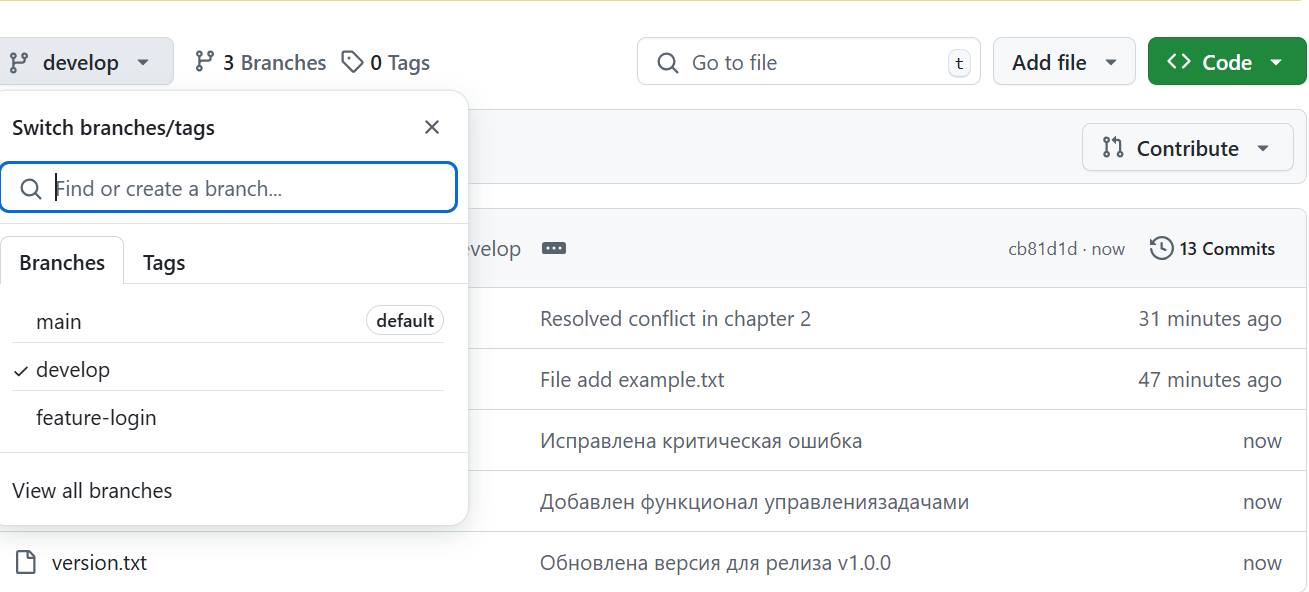 develop 3 Branches 0 Tags Go to file t Add file Code
Switch branches/tags
Contribute
Find or create a branch...
evelop cb81d1d · now 13 Commits
Branches Tags
main default
Resolved conflict in chapter 2 31 minutes ago
develop
File add example.txt 47 minutes ago
feature-login
Исправлена критическая ошибка now
View all branches
Добавлен функционал управлениязадачами now
version.txt Обновлена версия для релиза v1.0.0 now